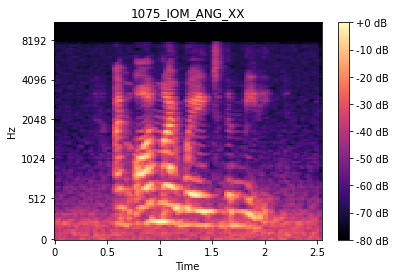 1075_IOM_ANG_XX
8192
4096
2048
1024
512
0
Hz
0 0.5 1 1.5 2 2.5
Time
+0 dB
-10 dB
-20 dB
-30 dB
-40 dB
-50 dB
-60 dB
-70 dB
-80 dB